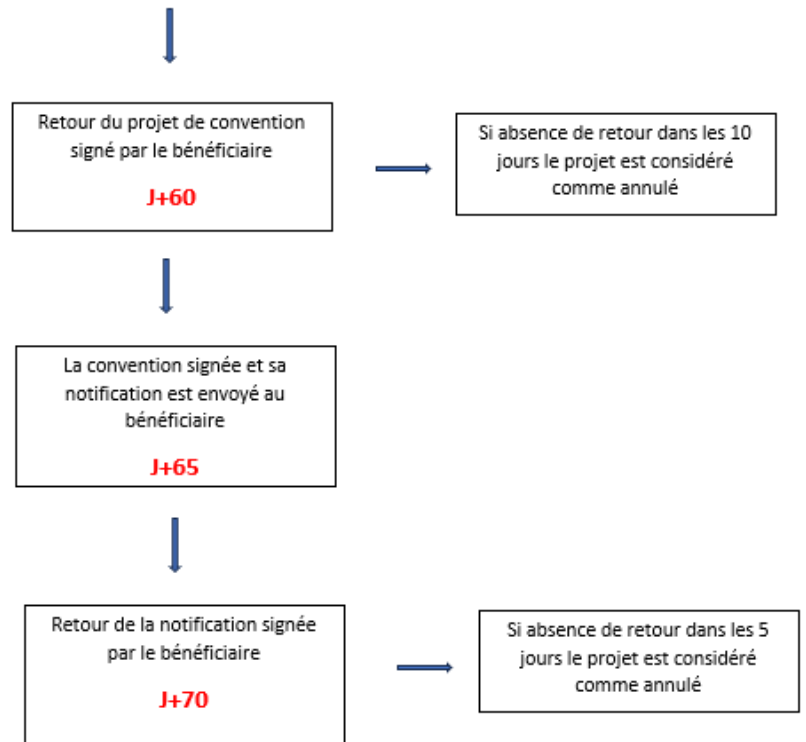 Retour du projet de convention
signé par le bénéficiaire
J+60
Si absence de retour dans les 10
jours le projet est considéré
comme annulé
La convention signée et sa
notification est envoyé au
bénéficiaire
J+65
Retour de la notification signée
par le bénéficiaire
J+70
Si absence de retour dans les 5
jours le projet est considéré
comme annulé